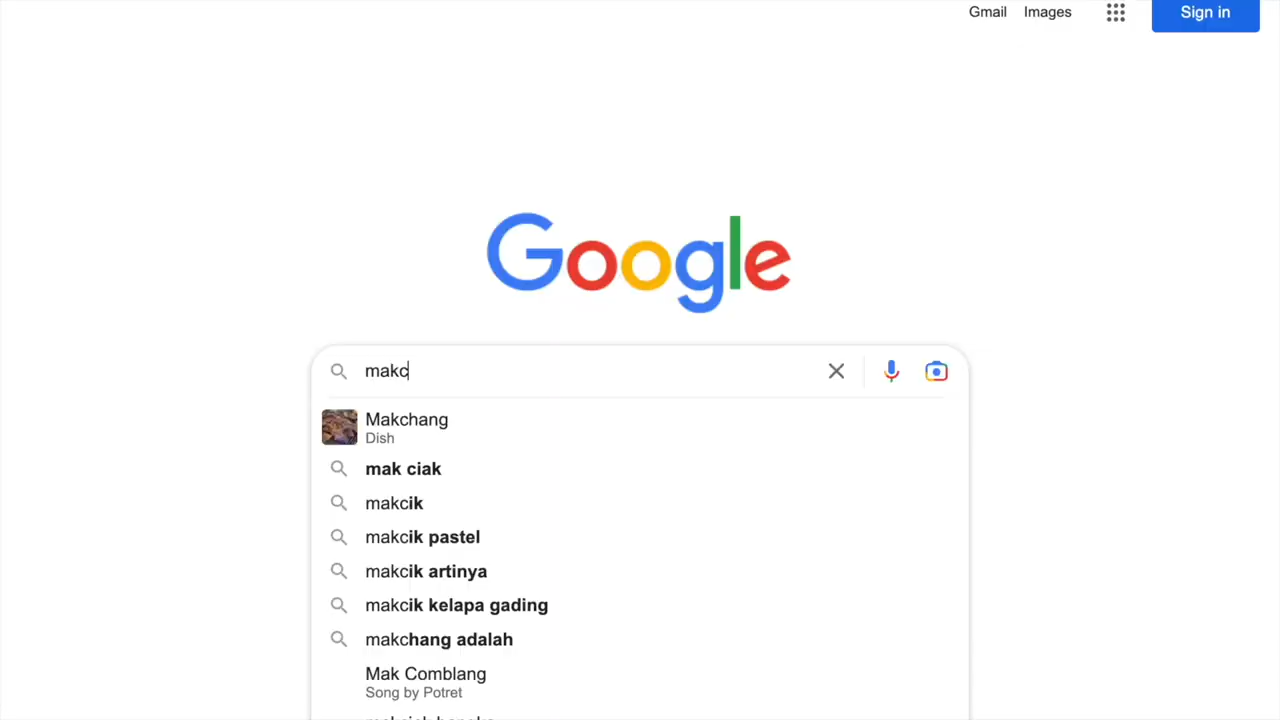 Gmail Images Sign in
Google
makc
Makchang
Dish
mak ciak
makcik
makcik pastel
makcik artinya
makcik kelapa gading
makchang adalah
Mak Comblang
Song by Potret